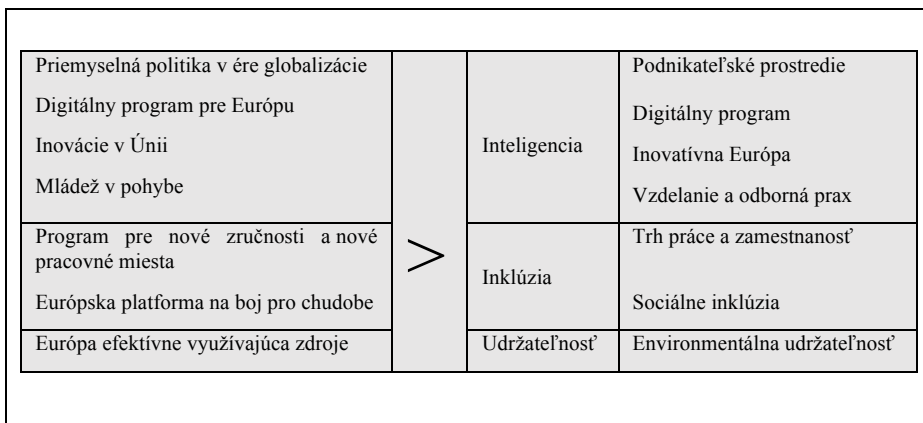 Priemyselná politika v ére globalizácie
Digitálny program pre Európu
Inovácie v Únii
Mládež v pohybe
Program pre nové zručnosti a nové
pracovné miesta
Európska platforma na boj pro chudobe
Európa efektívne využívajúca zdroje
>
Inteligencia
Inklúzia
Udržateľnosť
Podnikateľské prostredie
Digitálny program
Inovatívna Európa
Vzdelanie a odborná prax
Trh práce a zamestnanosť
Sociálne inklúzia
Environmentálna udržateľnosť